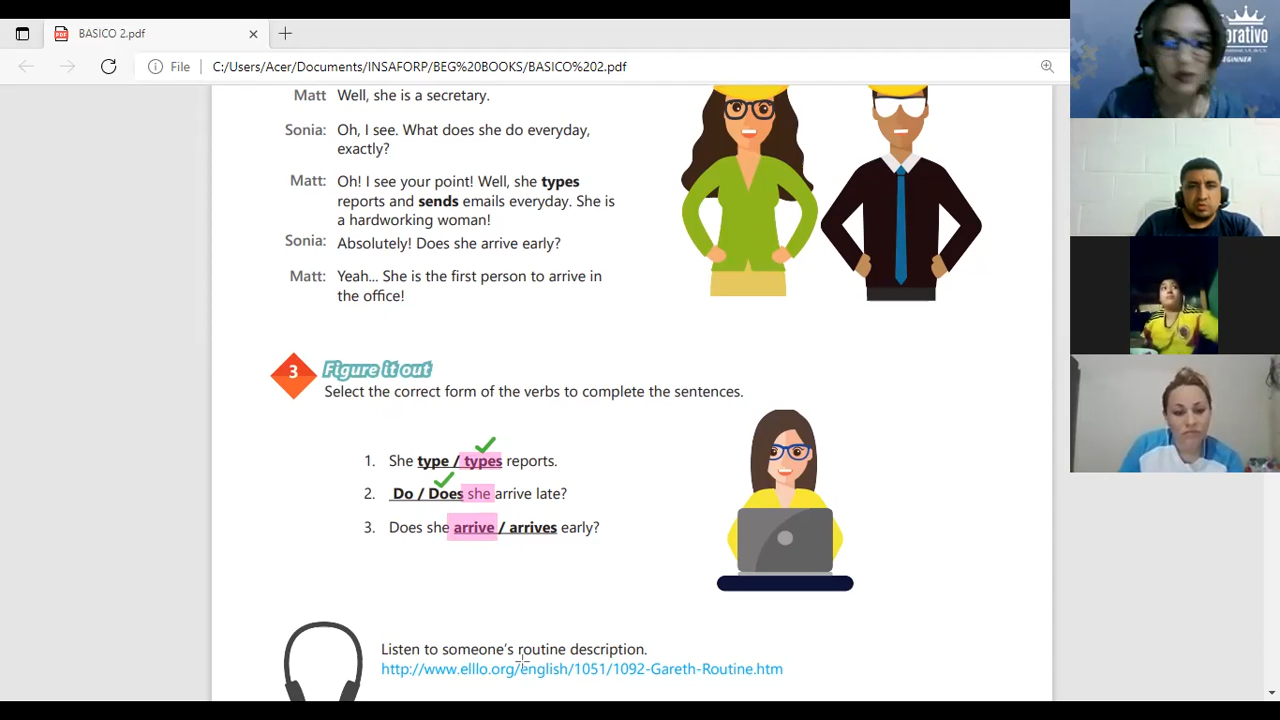 BASICO 2.pdf
File
C:/Users/Acer/Documents/INSAFORP/BEG%20BOOKS/BASICO%202.pdf
orativo
Matt Well, she is a secretary.
Sonia: Oh, I see. What does she do everyday,
exactly?
Matt: Oh! I see your point! Well, she types
reports and sends emails everyday. She is
a hardworking woman!
Sonia: Absolutely! Does she arrive early?
Matt: Yeah... She is the first person to arrive in
the office!
3 Figure it out
Select the correct form of the verbs to complete the sentences.
1. She type / types reports.
2. Do / Does she arrive late?
3. Does she arrive / arrives early?
Listen to someone's routine description.
http://www.elllo.org/english/1051/1092-Gareth-Routine.htm